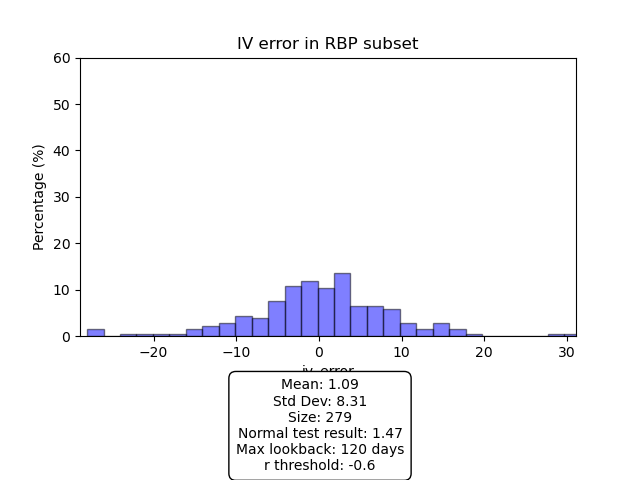 IV error in RBP subset
Percentage (%)
60
50
40
30
20
10
0
−20 −10 0 10 20 30
iv_error
Mean: 1.09
Std Dev: 8.31
Size: 279
Normal test result: 1.47
Max lookback: 120 days
r threshold: -0.6